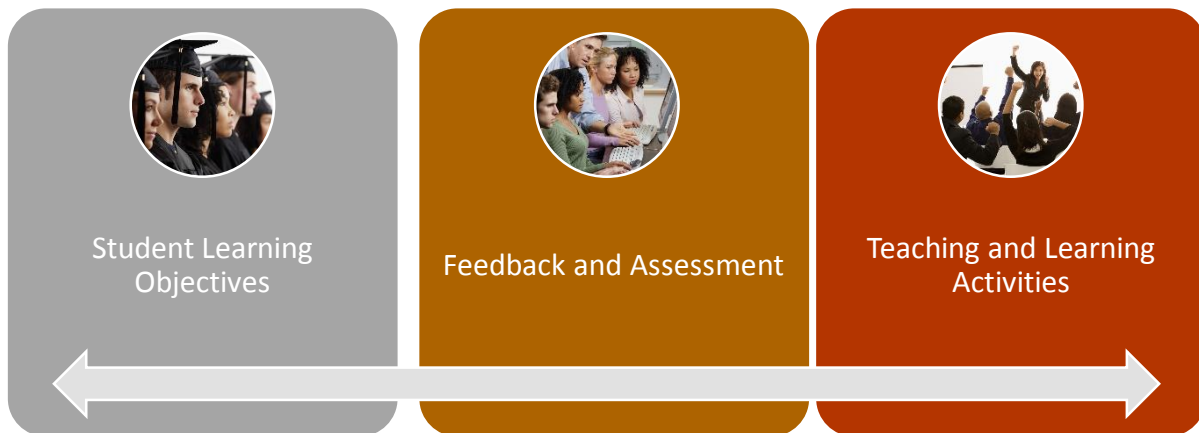 Student Learning
Objectives
Feedback and Assessment
Teaching and Learning
Activities